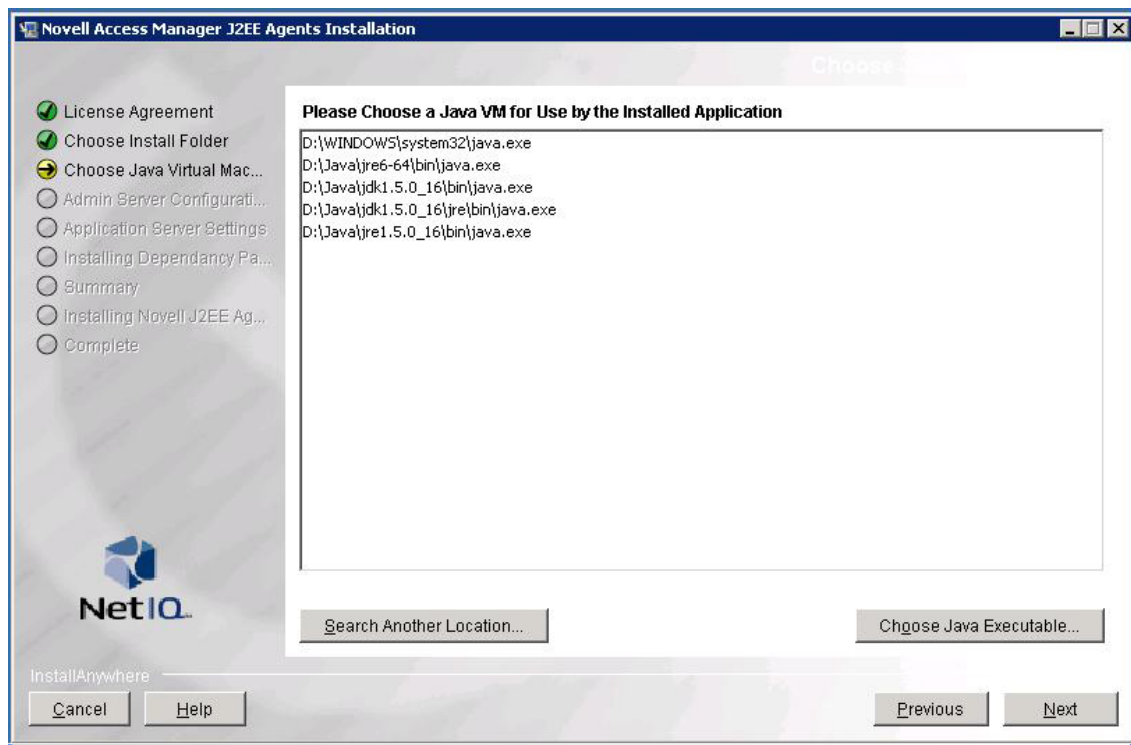 Novell Access Manager J2EE Agents Installation
Choose
License Agreement
Choose Install Folder
Choose Java Virtual Mac...
Admin Server Configurati...
Application Server Settings
Installing Dependancy Pa...
Summary
Installing Novell J2EE Ag...
Complete
Please Choose a Java VM for Use by the Installed Application
D:\WINDOWS\system32\java.exe
D:\Java\jre6-64\bin\java.exe
D:\Java\jdk1.5.0_16\bin\java.exe
D:\Java\jdk1.5.0_16\jre\bin\java.exe
D:\Java\jre1.5.0_16\bin\java.exe
NetIQ
Search Another Location...
Choose Java Executable...
InstallAnywhere
Cancel
Help
Previous
Next